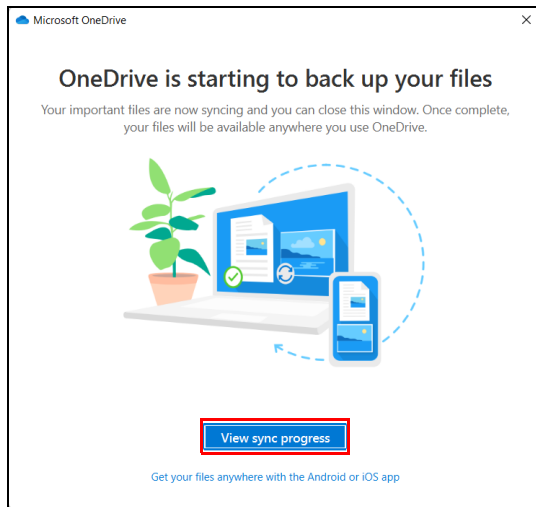 Microsoft OneDrive
OneDrive is starting to back up your files
Your important files are now syncing and you can close this window. Once complete,
your files will be available anywhere you use OneDrive.
View sync progress
Get your files anywhere with the Android or iOS app